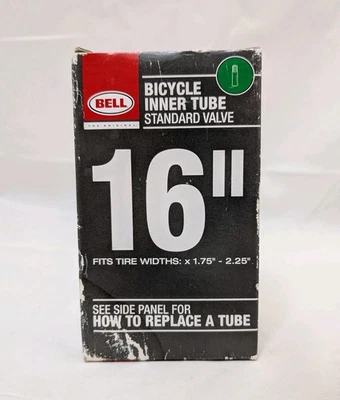 BELL
THE ORIGINAL
BICYCLE
INNER TUBE
STANDARD VALVE
16"
FITS TIRE WIDTHS: x 1.75" - 2.25"
SEE SIDE PANEL FOR
HOW TO REPLACE A TUBE